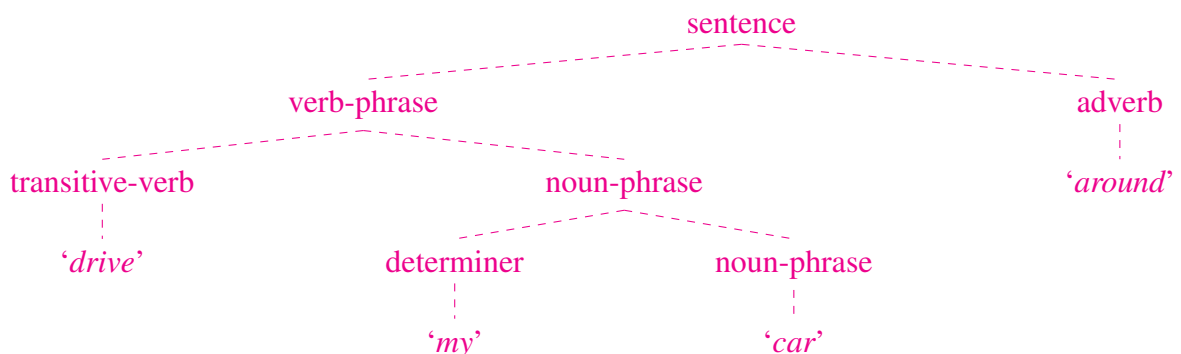 sentence
verb-phrase adverb
transitive-verb noun-phrase ‘around’
‘drive’ determiner noun-phrase
‘my’ ‘car’